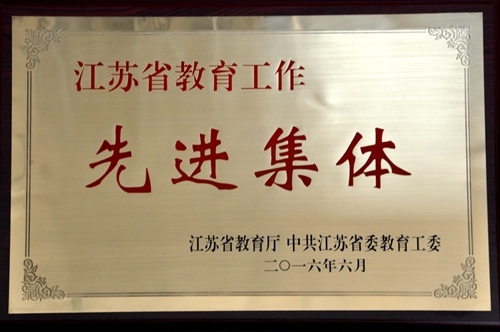 江苏省教育工作
先进集体
江苏省教育厅 中共江苏省委教育工委
二〇一六年六月